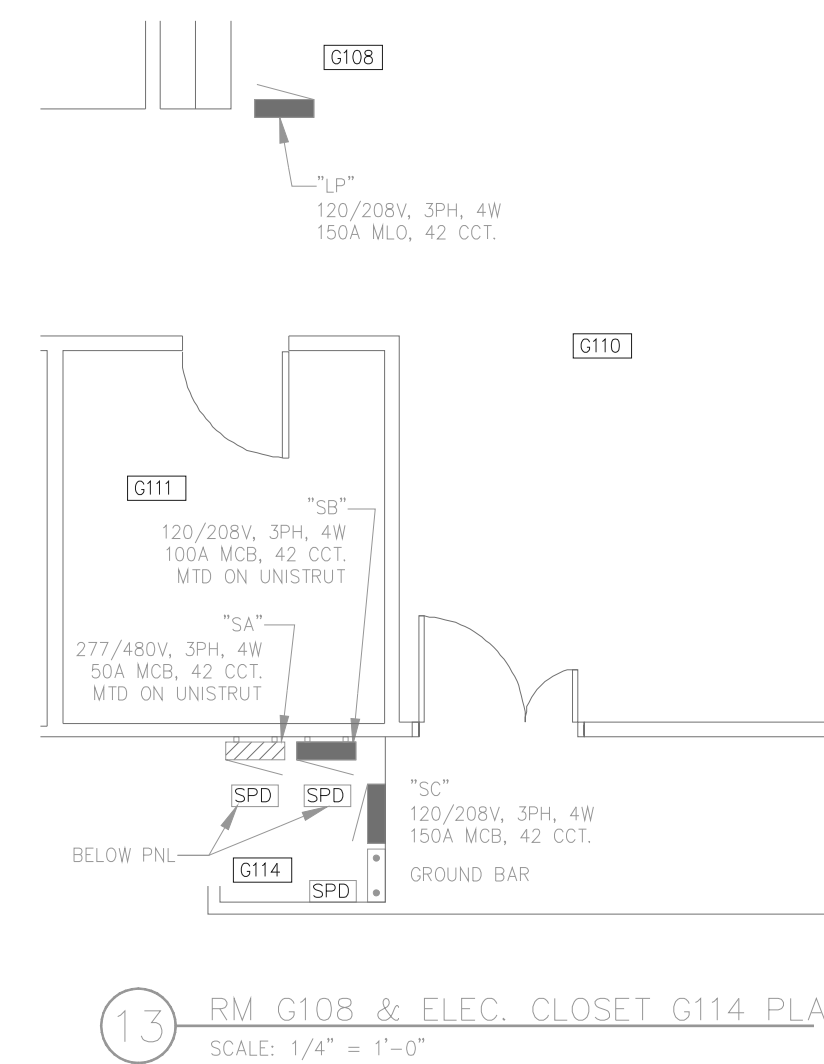 G108
"LP"
120/208V, 3PH, 4W
150A MLO, 42 CCT.
G110
G111
"SB"
120/208V, 3PH, 4W
100A MCB, 42 CCT.
MTD ON UNISTRUT
"SA"
277/480V, 3PH, 4W
50A MCB, 42 CCT.
MTD ON UNISTRUT
SPD
SPD
"SC"
120/208V, 3PH, 4W
150A MCB, 42 CCT.
BELOW PNL
G114
GROUND BAR
SPD
13
RM G108 & ELEC. CLOSET G114 PLA
SCALE: 1/4" = 1'-0"